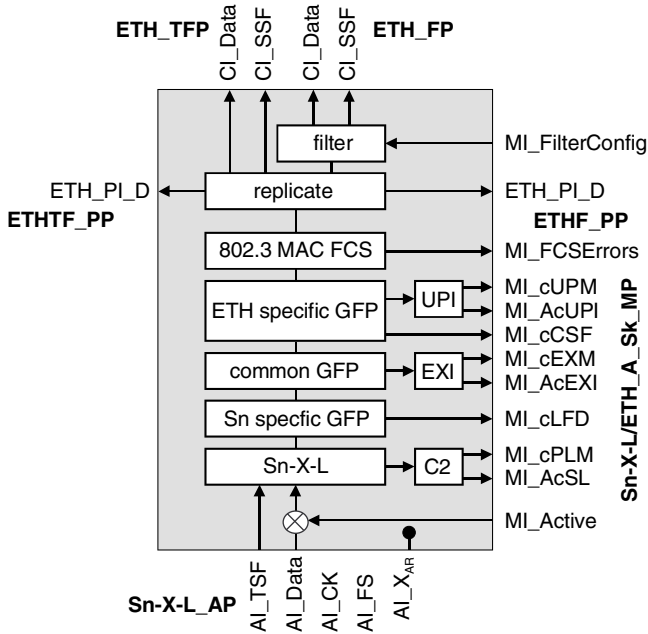 ETH_TFP
CI_Data
CI_SSF
CI_Data
CI_SSF
ETH_FP
filter
MI_FilterConfig
ETH_PI_D
replicate
ETH_PI_D
ETHTF_PP
ETHF_PP
802.3 MAC FCS
MI_FCSErrors
ETH specific GFP
UPI
MI_cUPM
MI_AcUPI
MI_cCSF
common GFP
EXI
MI_cEXM
MI_AcEXI
Sn specfic GFP
MI_cLFD
Sn-X-L
C2
MI_cPLM
MI_AcSL
Sn-X-L/ETH_A_Sk_MP
MI_Active
Sn-X-L_AP
AI_TSF
AI_Data
AI_CK
AI_FS
AI_XAR